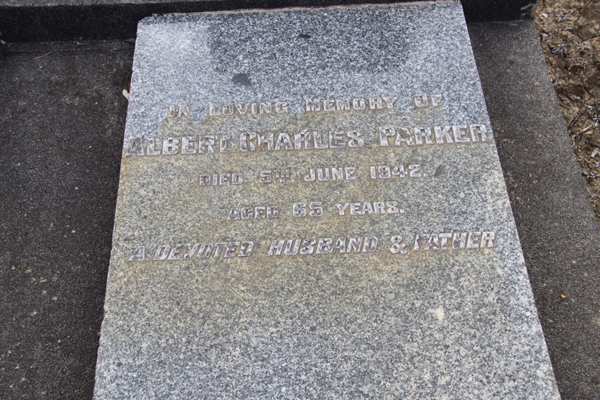 IN LOVING MEMORY OF
ALBERT CHARLES PARKER
DIED 5TH JUNE 1942.
AGED 65 YEARS.
A DEVOTED HUSBAND & FATHER